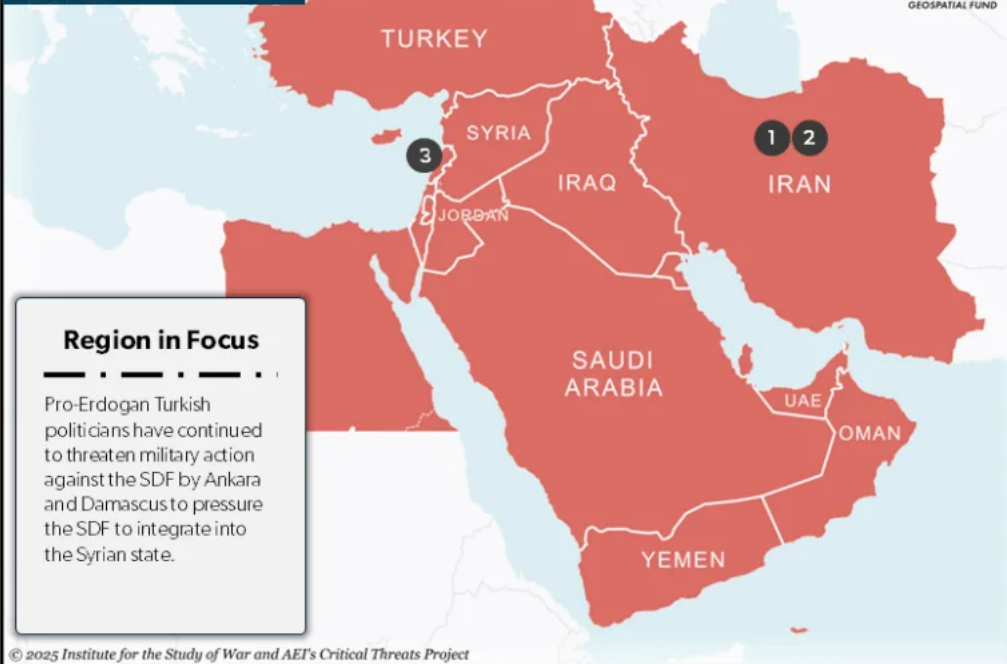 GEOSPATIAL FUND
TURKEY
SYRIA
3
1 2
IRAQ
IRAN
JORDAN
Region in Focus
Pro-Erdogan Turkish
politicians have continued
to threaten military action
against the SDF by Ankara
and Damascus to pressure
the SDF to integrate into
the Syrian state.
SAUDI
ARABIA
UAE
OMAN
YEMEN
© 2025 Institute for the Study of War and AEI's Critical Threats Project